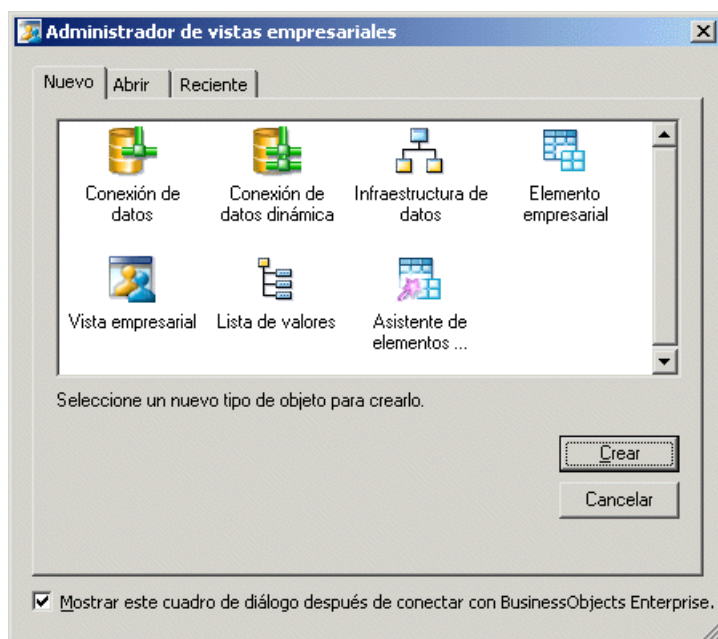 Administrador de vistas empresariales
Nuevo Abrir Reciente
Conexión de datos
Conexión de datos dinámica
Infraestructura de datos
Elemento empresarial
Vista empresarial
Lista de valores
Asistente de elementos ...
Seleccione un nuevo tipo de objeto para crearlo.
Crear
Cancelar
Mostrar este cuadro de diálogo después de conectar con BusinessObjects Enterprise.